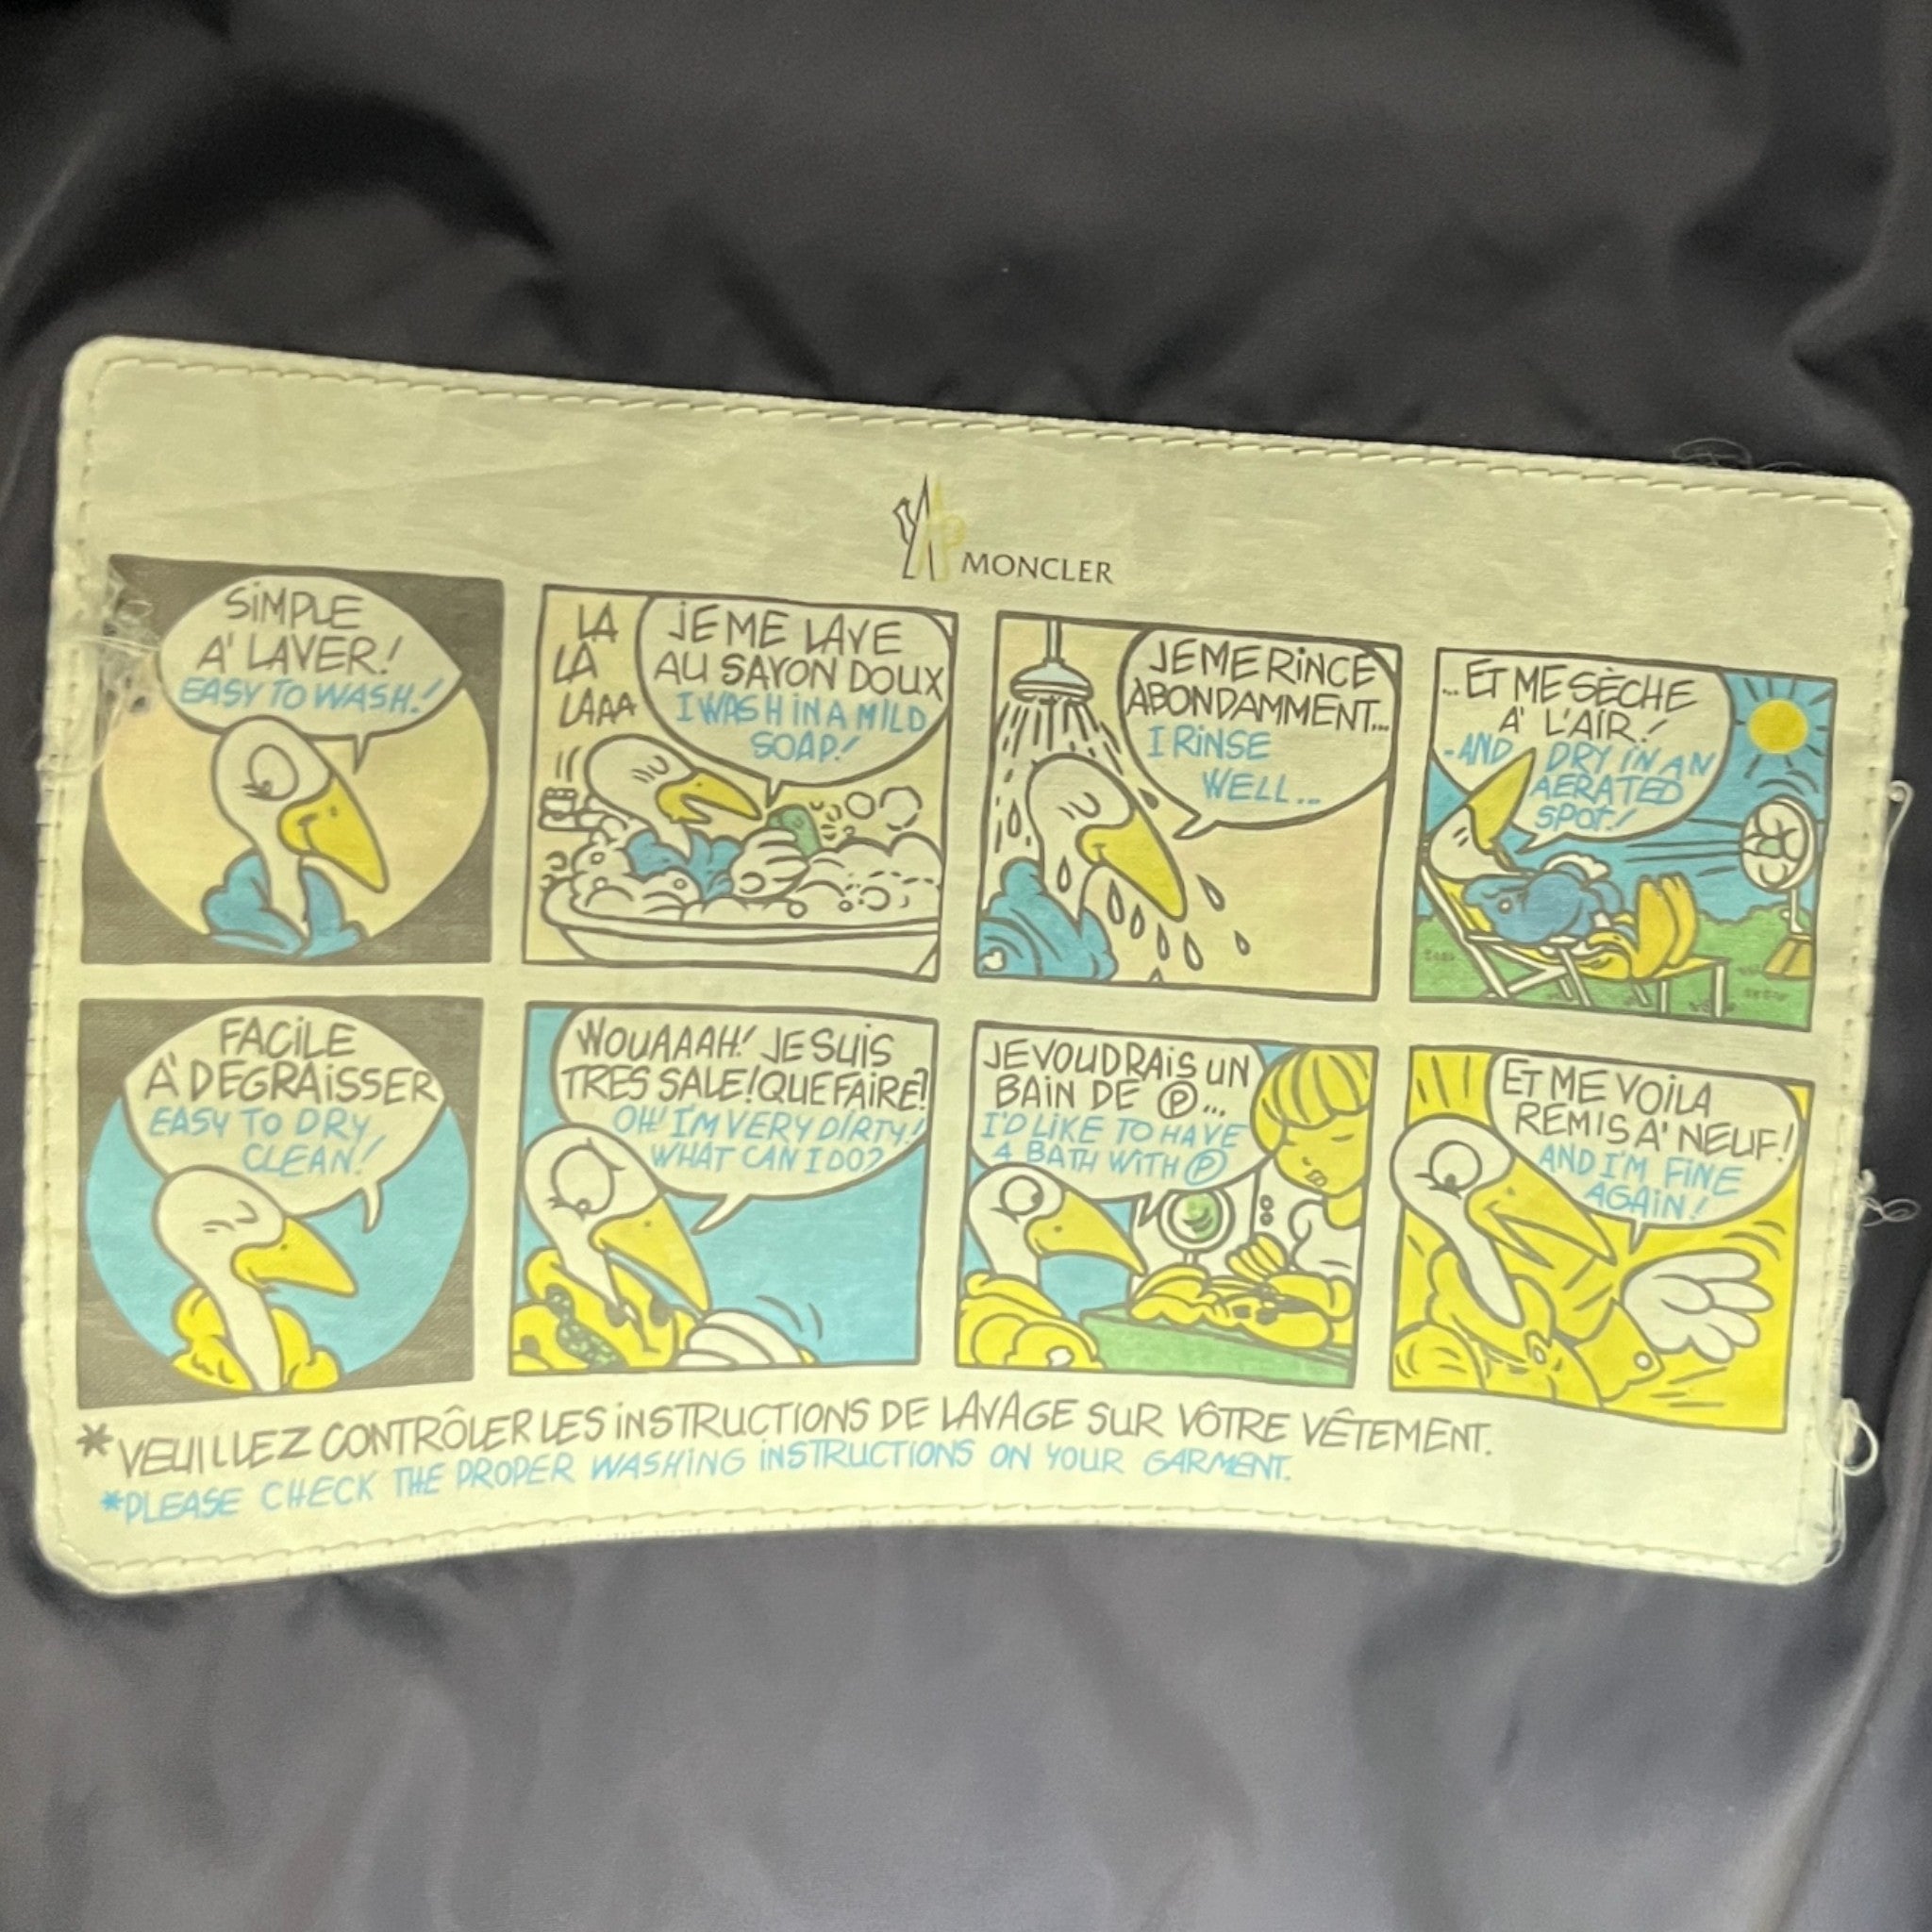 MONCLER
SiMPLE
A' LAVER!
EASY TO WASH!
LA
LA
LAAA
JE ME LAVE
AU SAVON DOUX
I WASH iN A MiLD
SOAP!
JE ME RiNCE
ABONDAMMENT...
I RiNSE
WELL...
...ET ME SÈCHE
A' L'AiR!
-AND DRY iN AN
AERATED
SPOT!
FACiLE
A' DEGRAiSSER
EASY TO DRY
CLEAN!
WOUAAAH! JE SUiS
TRES SALE! QUE FAiRE?
OH! I'M VERY DiRTY!
WHAT CAN I DO?
JE VOUDRAiS UN
BAiN DE Ⓟ...
I'D LiKE TO HAVE
A BATH WiTH Ⓟ
ET ME VOiLA
REMiS A' NEUF!
AND I'M FiNE
AGAiN!
*VEUiLLEZ CONTRÔLER LES iNSTRUCTiONS DE LAVAGE SUR VÔTRE VÊTEMENT.
*PLEASE CHECK THE PROPER WASHiNG iNSTRUCTiONS ON YOUR GARMENT.